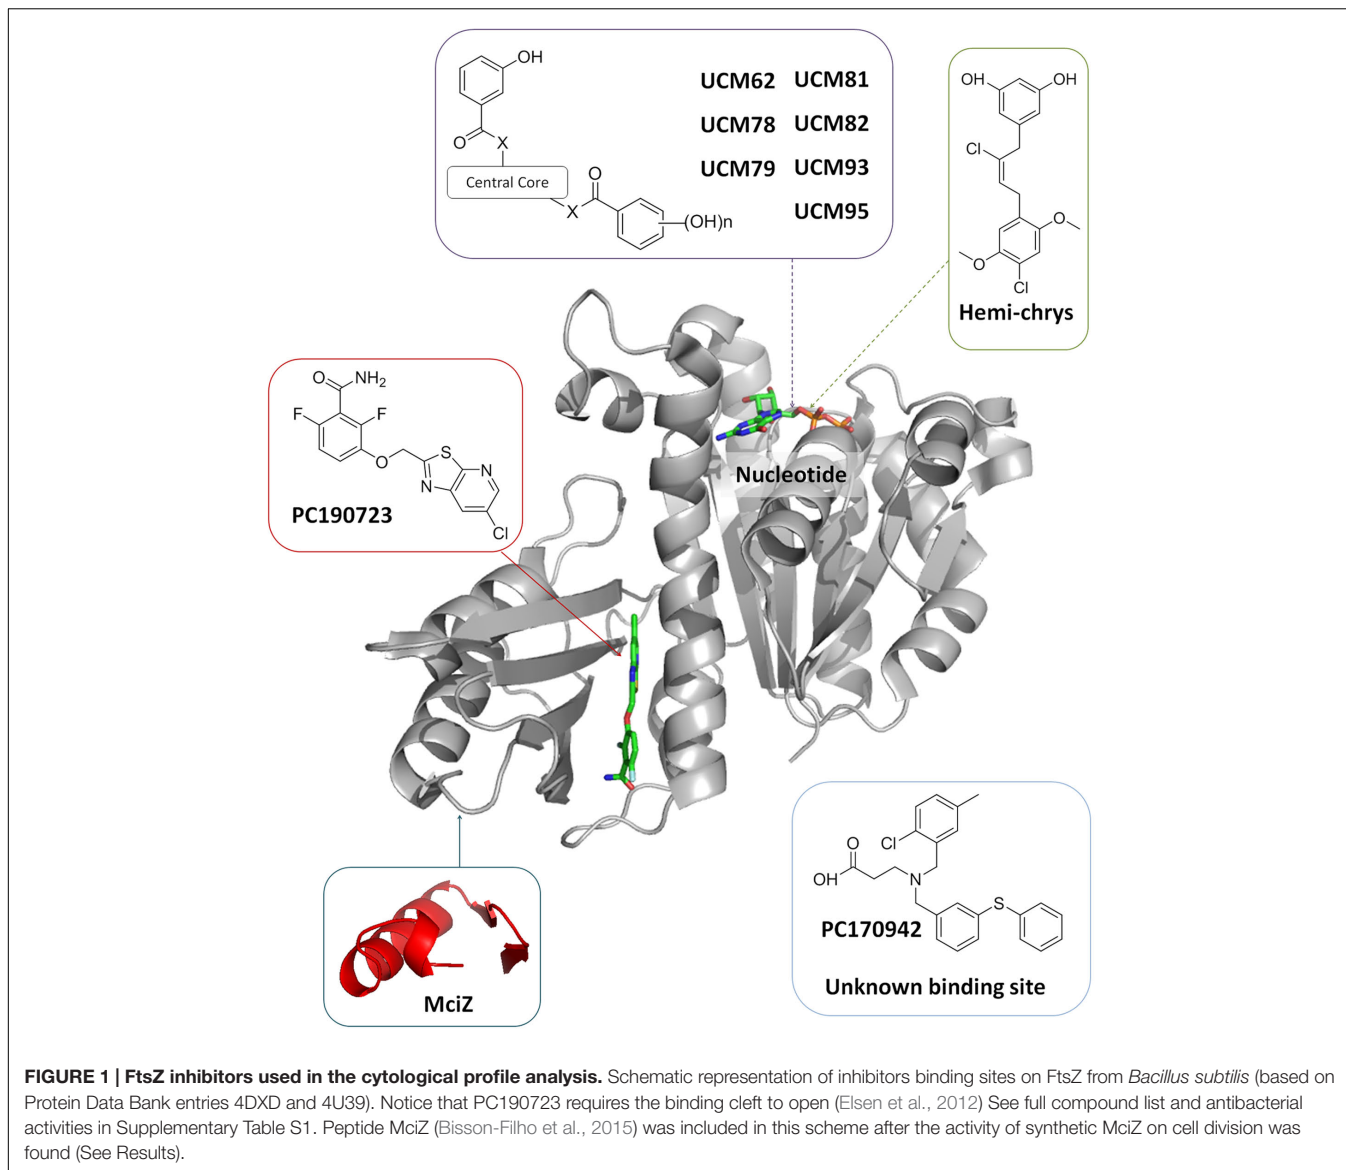 OH
O
X
Central Core
O
X
(OH)n
UCM62 UCM81
UCM78 UCM82
UCM79 UCM93
UCM95
OH OH
Cl
O
O
Cl
Hemi-chrys
O NH₂
F F
O
S N
N
Cl
PC190723
Nucleotide
MciZ
Cl
O
OH
N
S
PC170942
Unknown binding site
FIGURE 1 | FtsZ inhibitors used in the cytological profile analysis. Schematic representation of inhibitors binding sites on FtsZ from Bacillus subtilis (based on
Protein Data Bank entries 4DXD and 4U39). Notice that PC190723 requires the binding cleft to open (Elsen et al., 2012) See full compound list and antibacterial
activities in Supplementary Table S1. Peptide MciZ (Bisson-Filho et al., 2015) was included in this scheme after the activity of synthetic MciZ on cell division was
found (See Results).